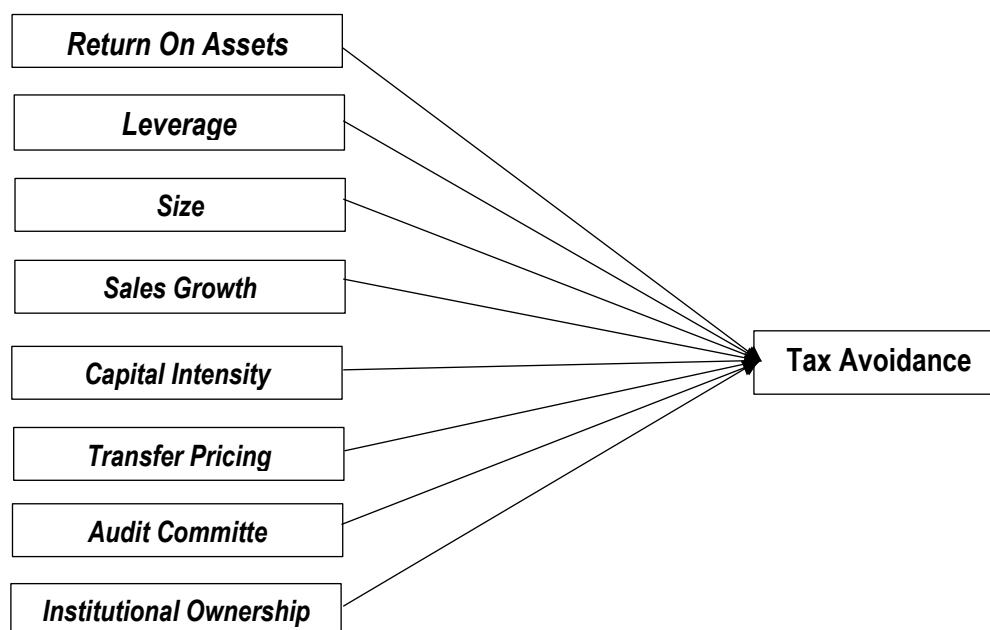 Return On Assets
Leverage
Size
Sales Growth
Capital Intensity
Tax Avoidance
Transfer Pricing
Audit Committe
Institutional Ownership